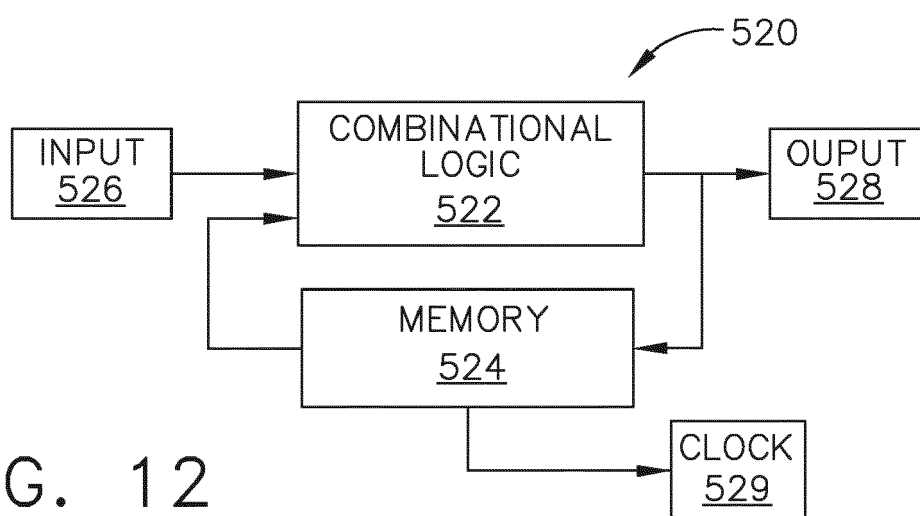 520
INPUT
526
COMBINATIONAL
LOGIC
522
OUPUT
528
MEMORY
524
CLOCK
529
G. 12